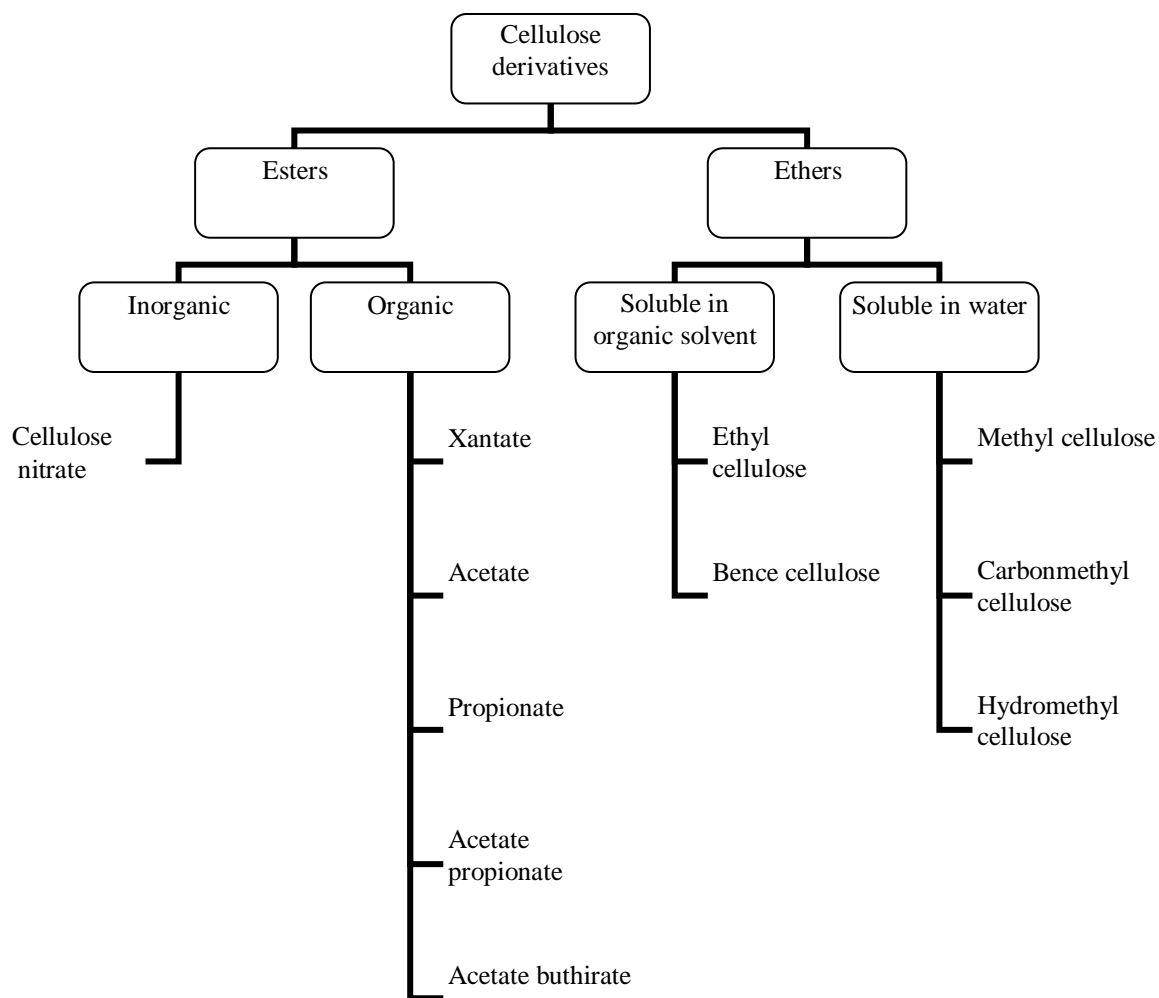 Cellulose
derivatives
Esters
Ethers
Inorganic
Organic
Soluble in
organic solvent
Soluble in water
Cellulose
nitrate
Xantate
Acetate
Propionate
Acetate
propionate
Acetate buthirate
Ethyl
cellulose
Bence cellulose
Methyl cellulose
Carbonmethyl
cellulose
Hydromethyl
cellulose